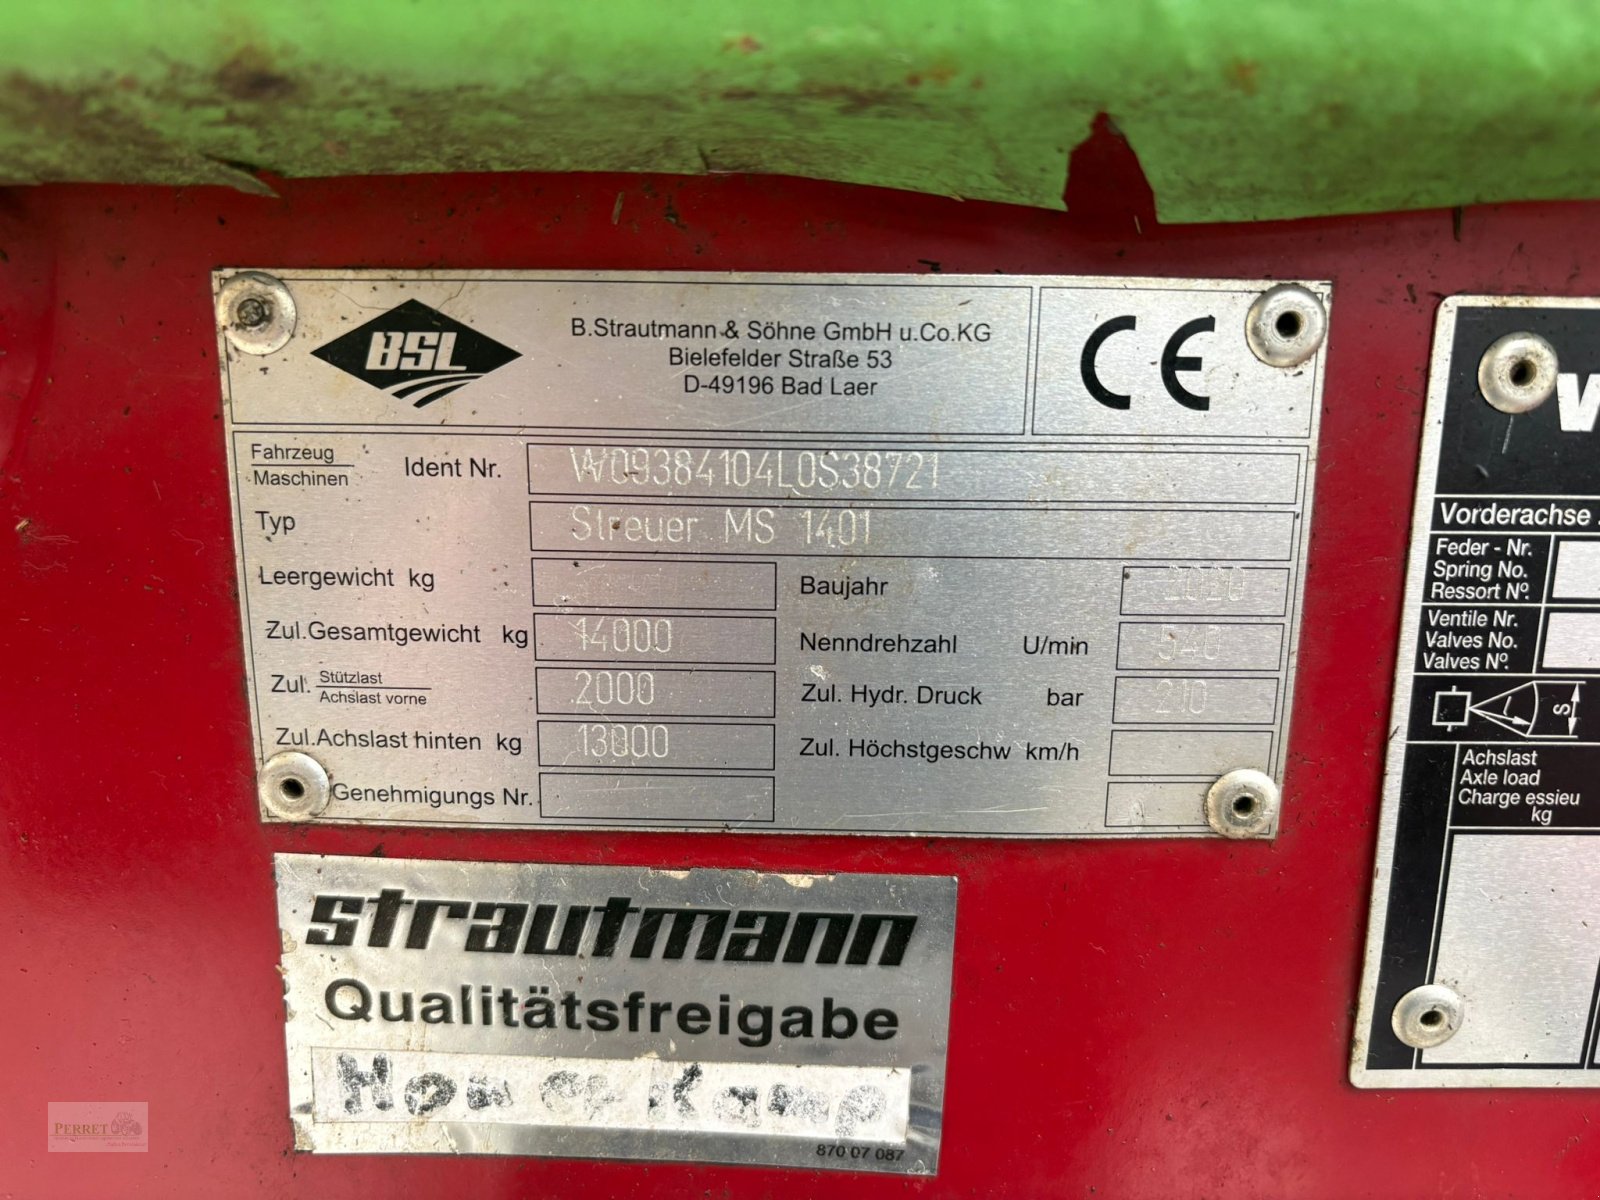 BSL
B.Strautmann & Söhne GmbH u.Co.KG
Bielefelder Straße 53
D-49196 Bad Laer
CE
Fahrzeug
Maschinen
Ident Nr.
W09384104L0S38721
Typ
Streuer MS 1401
Leergewicht kg
Baujahr
2020
Zul.Gesamtgewicht kg
14000
Nenndrehzahl U/min
540
Zul. Stützlast
Achslast vorne
2000
Zul. Hydr. Druck bar
210
Zul.Achslast hinten kg
13000
Zul. Höchstgeschw km/h
Genehmigungs Nr.
strautmann
Qualitätsfreigabe
Kamp
870 07 087
Vorderachse
Feder - Nr.
Spring No.
Ressort Nº.
Ventile Nr.
Valves No.
Valves Nº.
S
Achslast
Axle load
Charge essieu
kg
PERRET